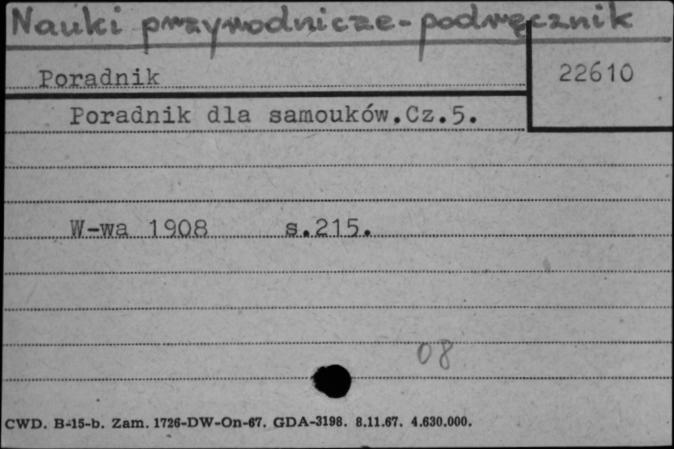 Nauki przyrodnicze-podręcznik
Poradnik
22610
Poradnik dla samouków.Cz.5.
W-wa 1908 s.215.
08
CWD. B-15-b. Zam. 1726-DW-On-67. GDA-3198. 8.11.67. 4.630.000.